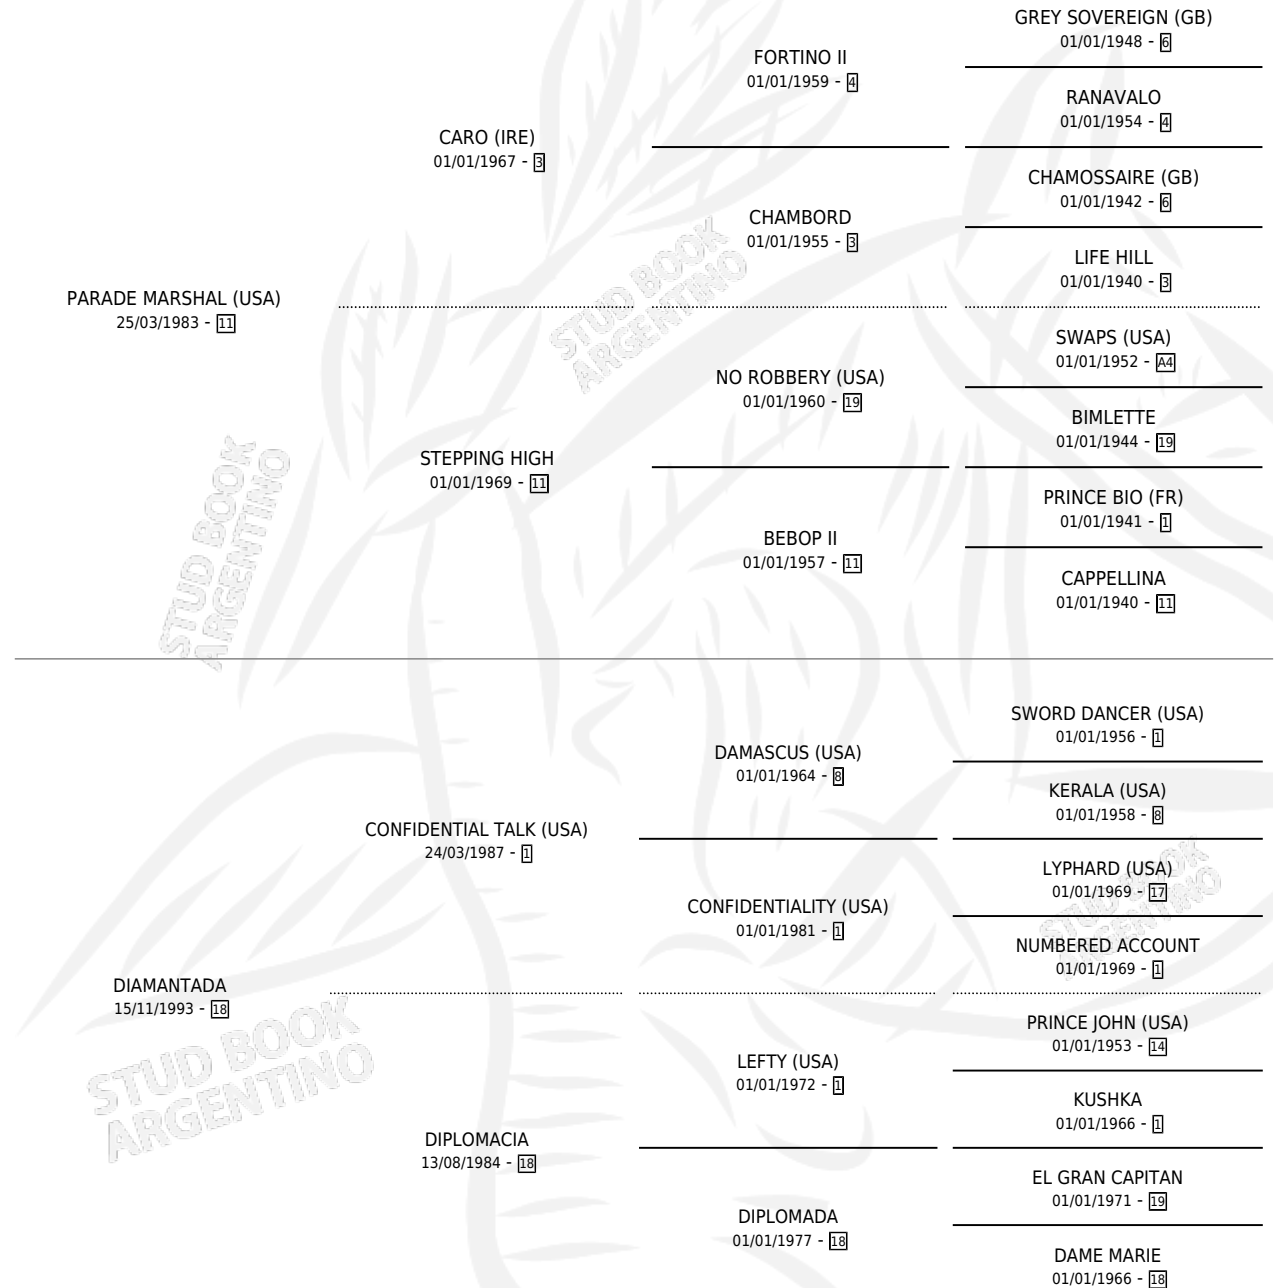 GREY SOVEREIGN (GB)
01/01/1948 - 6
FORTINO II
01/01/1959 - 4
RANAVALO
01/01/1954 - 4
CARO (IRE)
01/01/1967 - 3
CHAMOSSAIRE (GB)
01/01/1942 - 6
CHAMBORD
01/01/1955 - 3
LIFE HILL
01/01/1940 - 3
PARADE MARSHAL (USA)
25/03/1983 - 11
SWAPS (USA)
01/01/1952 - A4
NO ROBBERY (USA)
01/01/1960 - 19
BIMLETTE
01/01/1944 - 19
STEPPING HIGH
01/01/1969 - 11
PRINCE BIO (FR)
01/01/1941 - 1
BEBOP II
01/01/1957 - 11
CAPPELLINA
01/01/1940 - 11
SWORD DANCER (USA)
01/01/1956 - 1
DAMASCUS (USA)
01/01/1964 - 8
KERALA (USA)
01/01/1958 - 8
CONFIDENTIAL TALK (USA)
24/03/1987 - 1
LYPHARD (USA)
01/01/1969 - 17
CONFIDENTIALITY (USA)
01/01/1981 - 1
NUMBERED ACCOUNT
01/01/1969 - 1
DIAMANTADA
15/11/1993 - 18
PRINCE JOHN (USA)
01/01/1953 - 14
LEFTY (USA)
01/01/1972 - 1
KUSHKA
01/01/1966 - 1
DIPLOMACIA
13/08/1984 - 18
EL GRAN CAPITAN
01/01/1971 - 19
DIPLOMADA
01/01/1977 - 18
DAME MARIE
01/01/1966 - 18
STUD BOOK
ARGENTINO
STUD BOOK
ARGENTINO
STUD BOOK
ARGENTINO
STUD BOOK
ARGENTINO